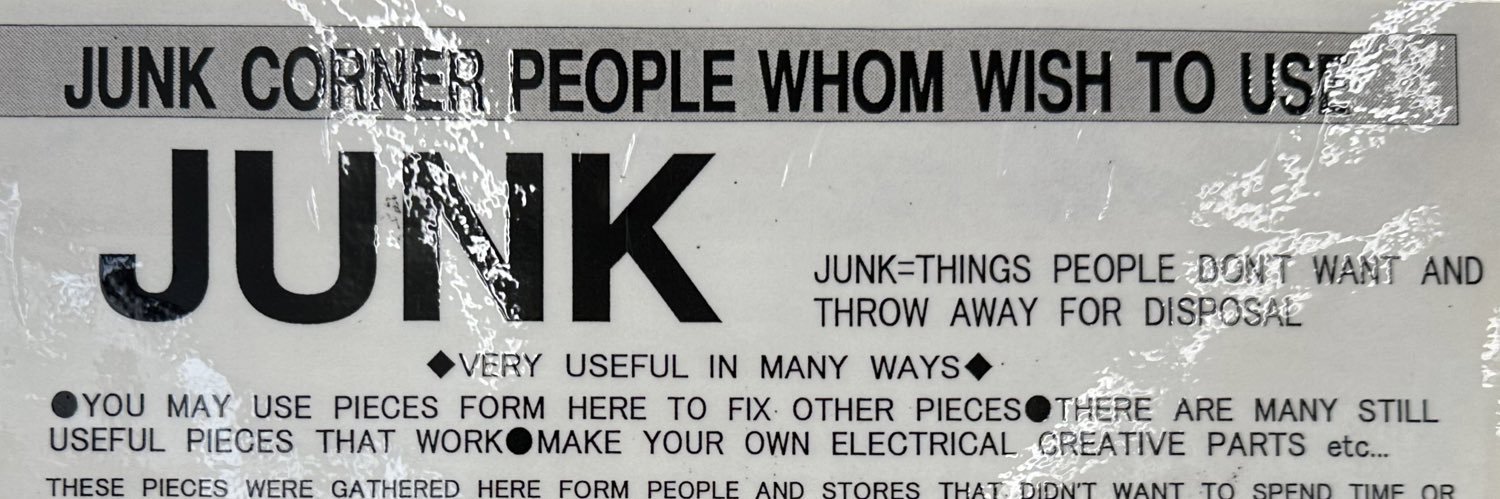 JUNK CORNER PEOPLE WHOM WISH TO USE
JUNK
JUNK=THINGS PEOPLE DON'T WANT AND
THROW AWAY FOR DISPOSAL
◆VERY USEFUL IN MANY WAYS◆
●YOU MAY USE PIECES FORM HERE TO FIX OTHER PIECES●THERE ARE MANY STILL
USEFUL PIECES THAT WORK●MAKE YOUR OWN ELECTRICAL CREATIVE PARTS etc...
THESE PIECES WERE GATHERED HERE FORM PEOPLE AND STORES THAT DIDN'T WANT TO SPEND TIME OR